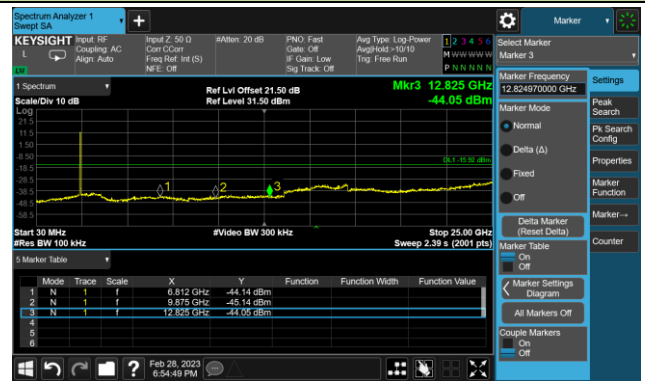 Spectrum Analyzer 1
Swept SA
Marker
KEYSIGHT
L
LW
Input: RF
Coupling: AC
Align: Auto
Input Z: 50 Ω
Corr CCorr
Freq Ref: Int (S)
NFE: Off
#Atten: 20 dB
PNO: Fast
Gate: Off
IF Gain: Low
Sig Track: Off
Avg Type: Log-Power
Avg|Hold:>10/10
Trig: Free Run
1 2 3 4 5 6
M W W W W W
P N N N N N
Select Marker
Marker 3
1 Spectrum
Scale/Div 10 dB
Ref Lvl Offset 21.50 dB
Ref Level 31.50 dBm
Mkr3 12.825 GHz
-44.05 dBm
Log
21.5
11.5
1.50
-8.50
-18.5
-28.5
-38.5
-48.5
-58.5
DL1 -15.92 dBm
1
2
3
Start 30 MHz
#Res BW 100 kHz
#Video BW 300 kHz
Stop 25.00 GHz
Sweep 2.39 s (2001 pts)
5 Marker Table
Mode Trace Scale X Y Function Function Width Function Value
1 N 1 f 6.812 GHz -44.14 dBm
2 N 1 f 9.875 GHz -45.14 dBm
3 N 1 f 12.825 GHz -44.05 dBm
4
5
6
Marker Frequency
12.824970000 GHz
Marker Mode
Normal
Delta (Δ)
Fixed
Off
Delta Marker
(Reset Delta)
Marker Table
On
Off
Marker Settings
Diagram
All Markers Off
Couple Markers
On
Off
Settings
Peak
Search
Pk Search
Config
Properties
Marker
Function
Marker→
Counter
?
Feb 28, 2023
6:54:49 PM